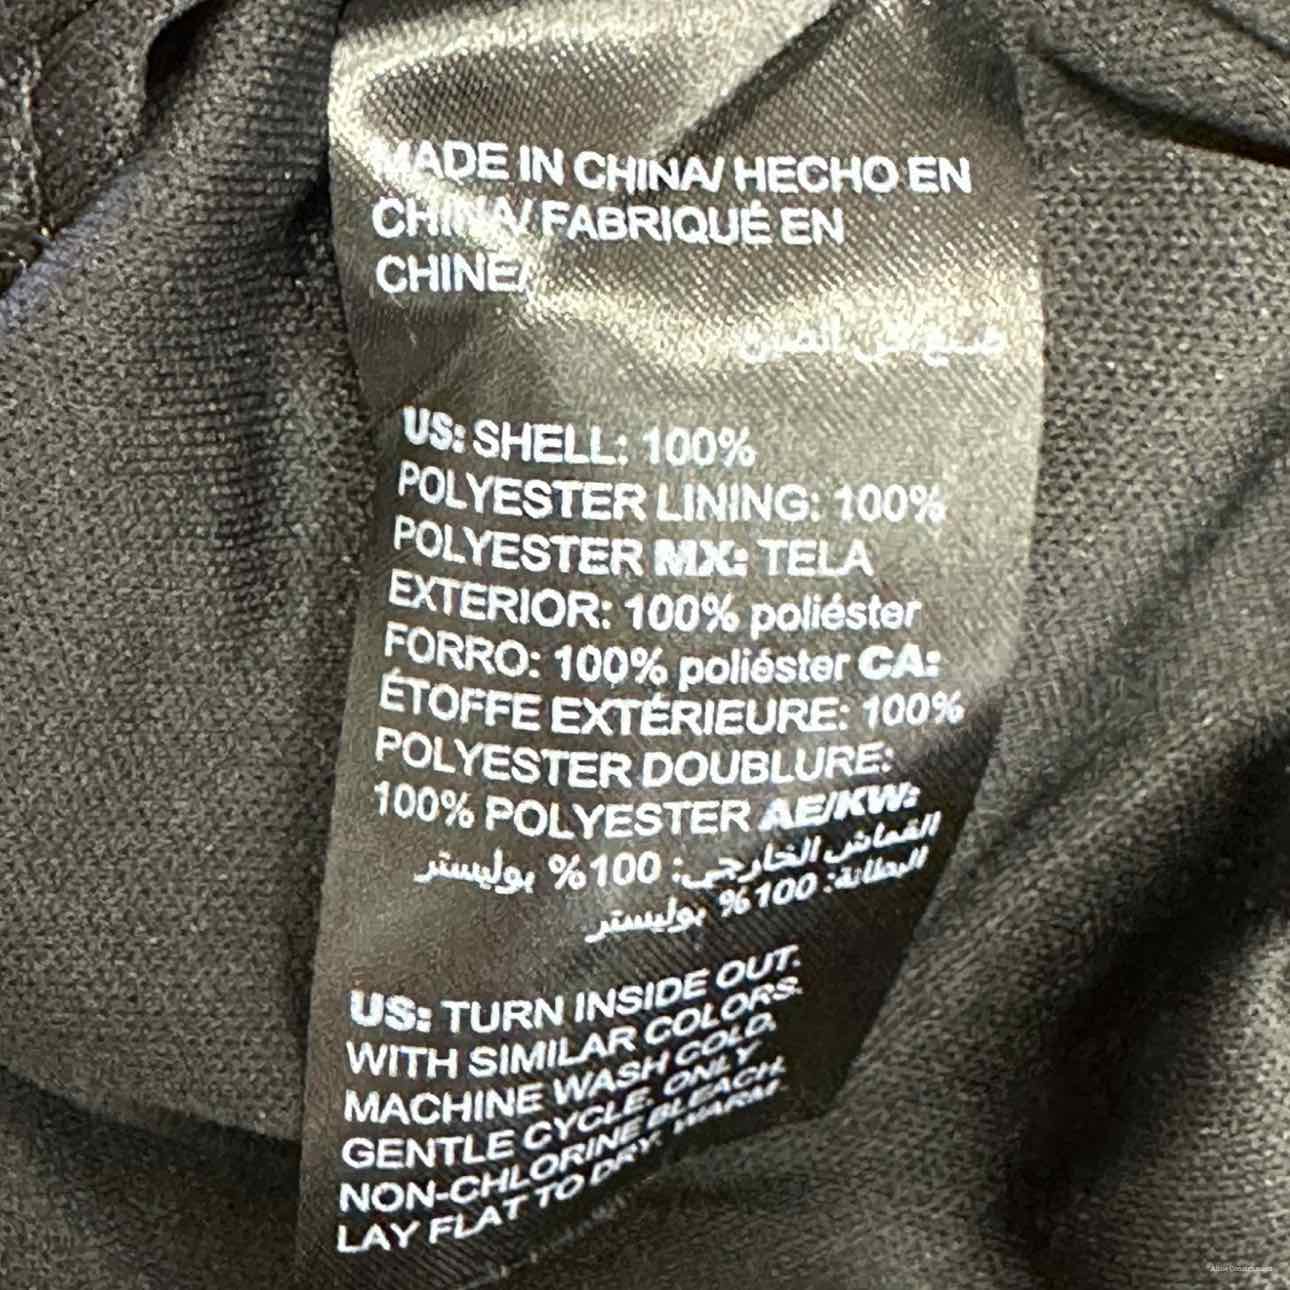 MADE IN CHINA/ HECHO EN
CHINA/ FABRIQUÉ EN
CHINE/
صنع في الصين
US: SHELL: 100%
POLYESTER LINING: 100%
POLYESTER MX: TELA
EXTERIOR: 100% poliéster
FORRO: 100% poliéster CA:
ÉTOFFE EXTÉRIEURE: 100%
POLYESTER DOUBLURE:
100% POLYESTER AE/KW:
القماش الخارجي: 100% بوليستر
البطانة: 100% بوليستر
US: TURN INSIDE OUT.
WITH SIMILAR COLORS.
MACHINE WASH COLD.
GENTLE CYCLE. ONLY
NON-CHLORINE BLEACH.
LAY FLAT TO DRY. WARM